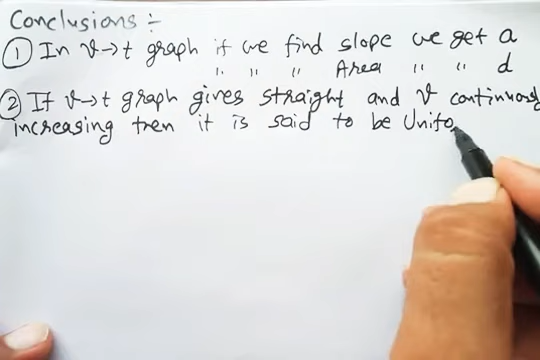 Conclusions :-
① In v→t graph if we find slope we get a
" " " Area " " d
② If v→t graph gives straight and v continuously
increasing then it is said to be Unifo